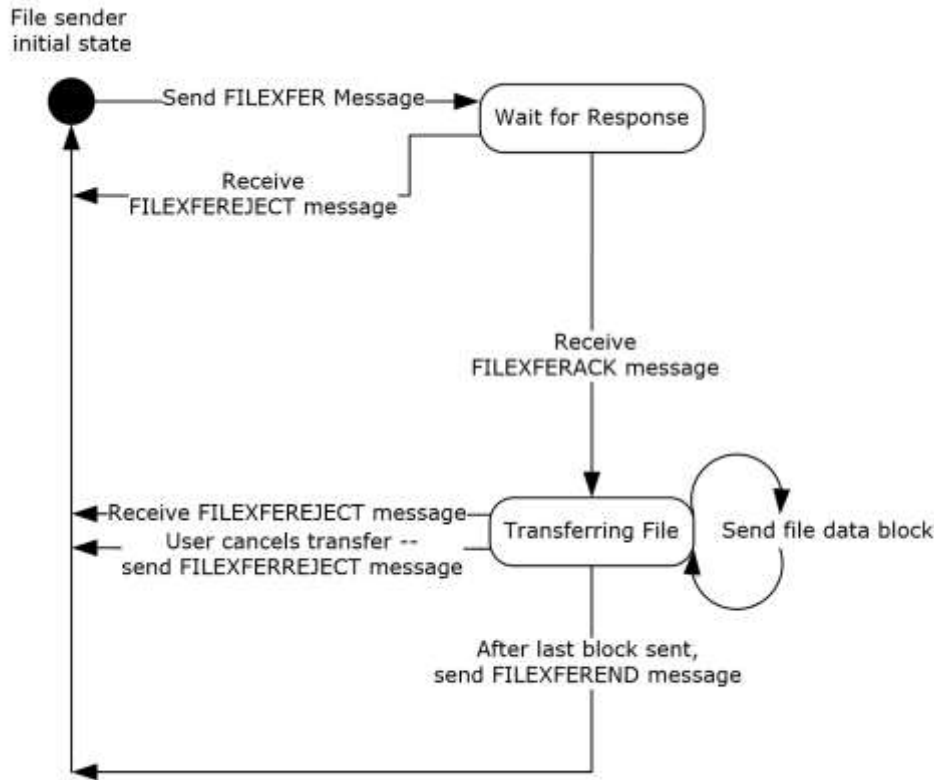 File sender
initial state
Send FILEXFER Message
Wait for Response
Receive
FILEXFEREJECT message
Receive
FILEXFERACK message
Receive FILEXFEREJECT message
Transferring File
Send file data block
User cancels transfer --
send FILEXFERREJECT message
After last block sent,
send FILEXFEREND message